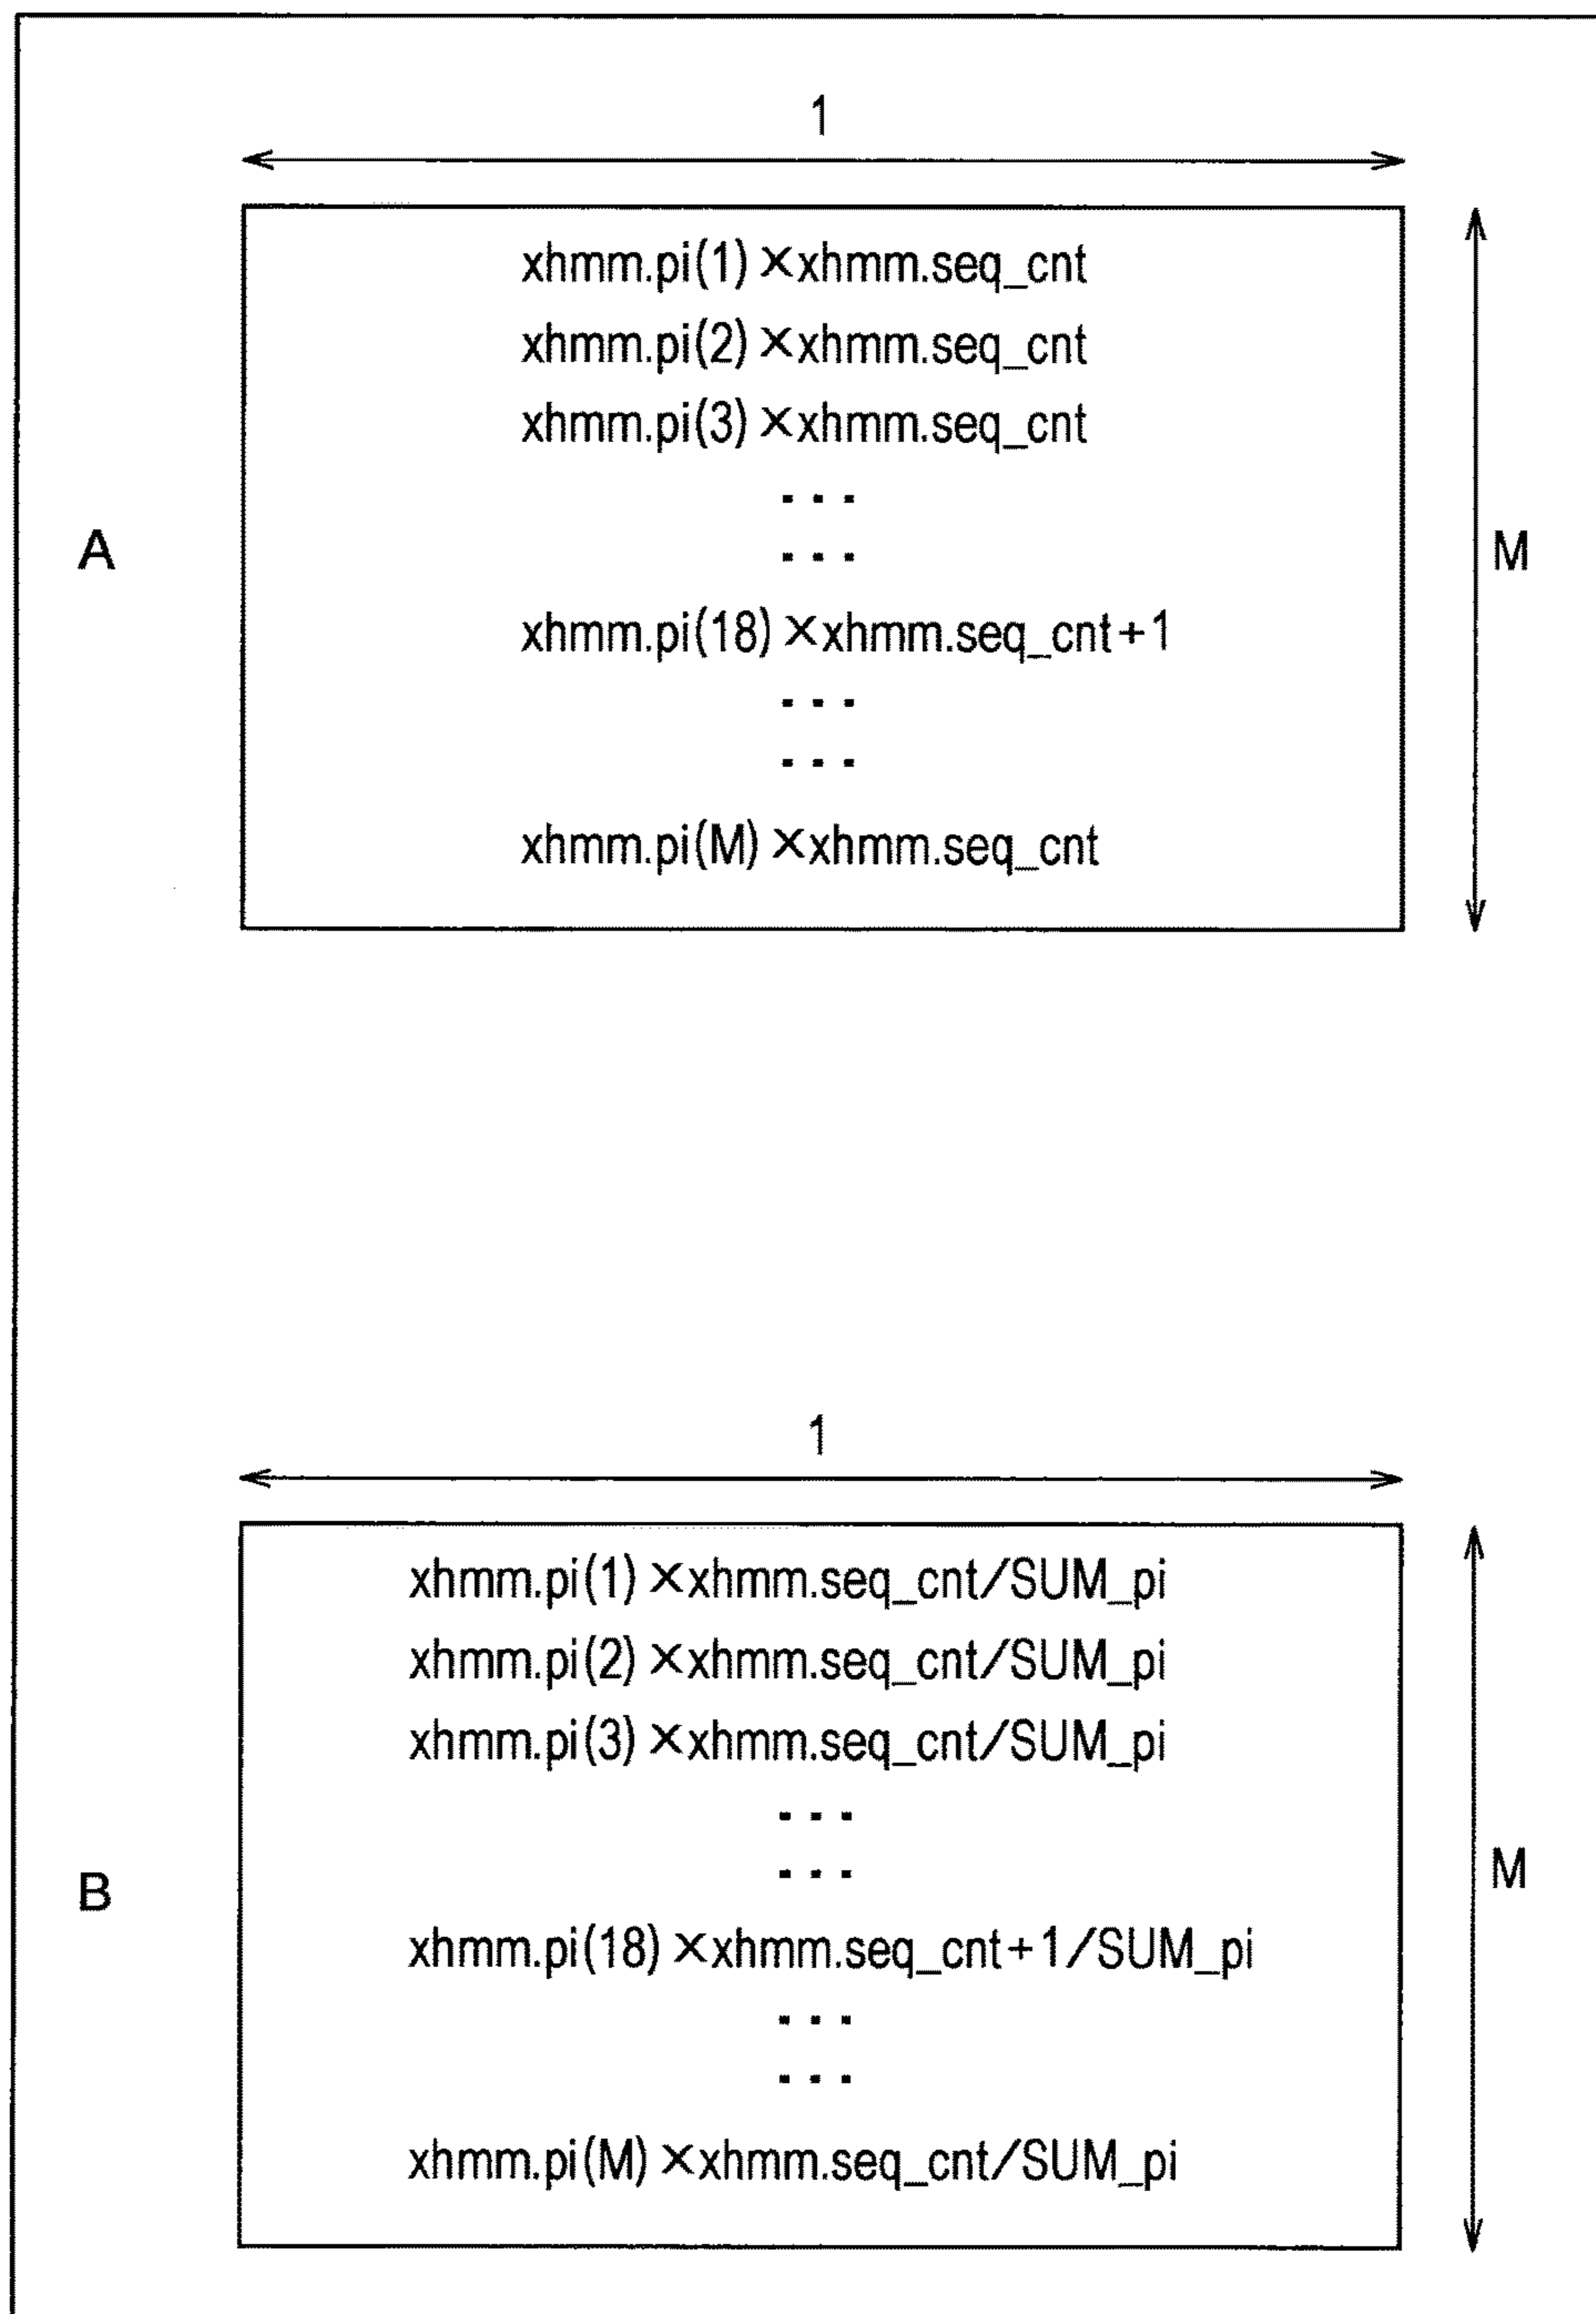 1
xhmm.pi(1)×xhmm.seq_cnt
xhmm.pi(2)×xhmm.seq_cnt
xhmm.pi(3)×xhmm.seq_cnt
...
...
A
M
xhmm.pi(18)×xhmm.seq_cnt+1
...
...
xhmm.pi(M)×xhmm.seq_cnt
1
xhmm.pi(1)×xhmm.seq_cnt/SUM_pi
xhmm.pi(2)×xhmm.seq_cnt/SUM_pi
xhmm.pi(3)×xhmm.seq_cnt/SUM_pi
...
...
B
M
xhmm.pi(18)×xhmm.seq_cnt+1/SUM_pi
...
...
xhmm.pi(M)×xhmm.seq_cnt/SUM_pi